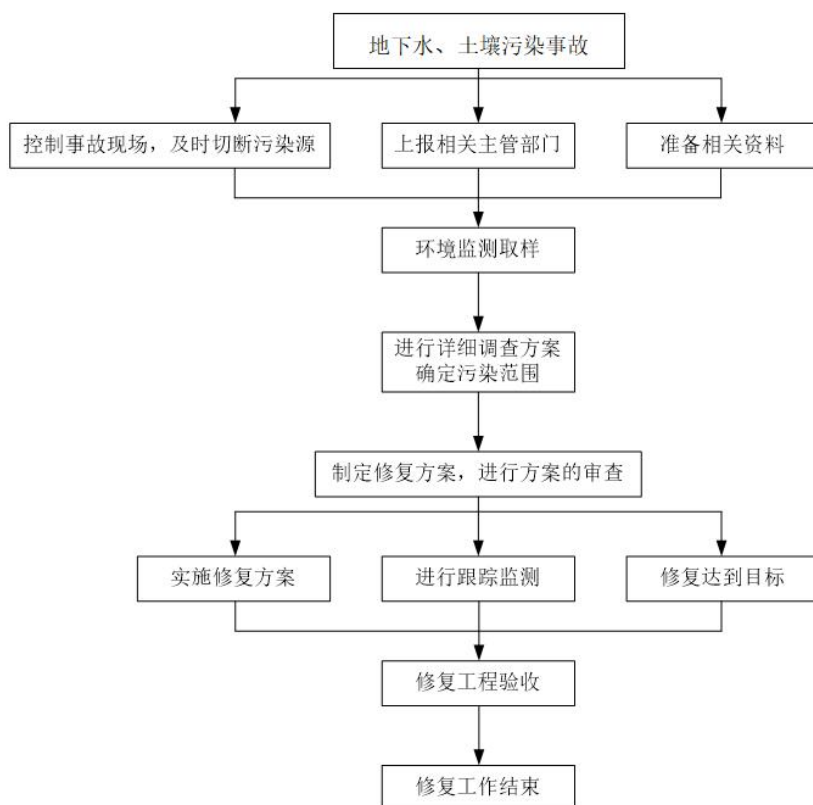 地下水、土壤污染事故
控制事故现场，及时切断污染源
上报相关主管部门
准备相关资料
环境监测取样
进行详细调查方案
确定污染范围
制定修复方案，进行方案的审查
实施修复方案
进行跟踪监测
修复达到目标
修复工程验收
修复工作结束